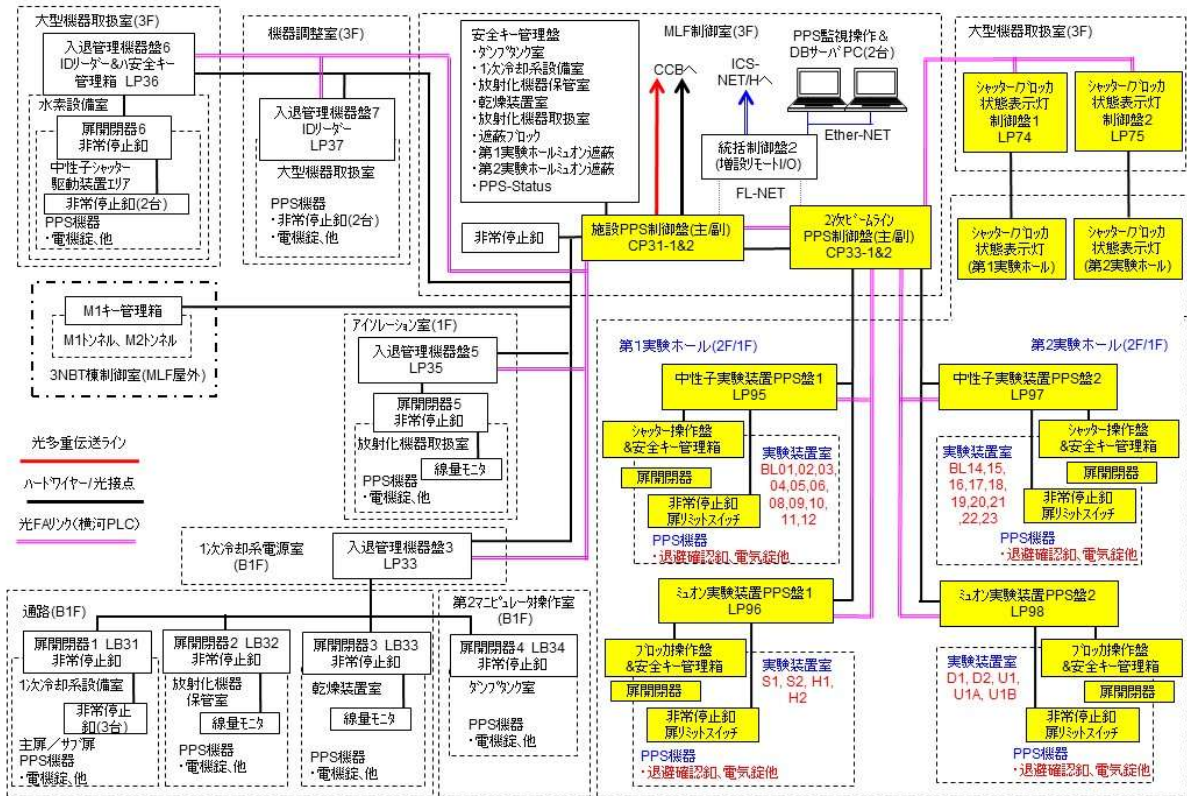 大型機器取扱室(3F)
入退管理機器盤6
IDリーダー&ハ安全キー
管理箱 LP36
水素設備室
扉開閉器6
非常停止釦
中性子シャッター
駆動装置エリア
非常停止釦(2台)
PPS機器
・電機錠、他
機器調整室(3F)
入退管理機器盤7
IDリーダー
LP37
大型機器取扱室
PPS機器
・非常停止釦(2台)
・電機錠、他
安全キー管理盤
・ダンプタンク室
・1次冷却系設備室
・放射化機器保管室
・乾燥装置室
・放射化機器取扱室
・遮蔽ブロック
・第1実験ホールミュオン遮蔽
・第2実験ホールミュオン遮蔽
・PPS-Status
MLF制御室(3F)
CCBへ
ICS-
NET/Hへ
PPS監視操作&
DBサーバPC(2台)
Ether-NET
統括制御盤2
(増設リモートI/O)
FL-NET
非常停止釦
施設PPS制御盤(主/副)
CP31-1&2
2次ビームライン
PPS制御盤(主/副)
CP33-1&2
大型機器取扱室(3F)
シャッターブロッカ
状態表示灯
制御盤1
LP74
シャッターブロッカ
状態表示灯
制御盤2
LP75
シャッターブロッカ
状態表示灯
(第1実験ホール)
シャッターブロッカ
状態表示灯
(第2実験ホール)
M1キー管理箱
M1トンネル、M2トンネル
3NBT棟制御室(MLF屋外)
アイソレーション室(1F)
入退管理機器盤5
LP35
扉開閉器5
非常停止釦
放射化機器取扱室
線量モニタ
PPS機器
・電機錠、他
光多重伝送ライン
ハードワイヤー/光接点
光FAリンク(横河PLC)
1次冷却系電源室
(B1F)
入退管理機器盤3
LP33
通路(B1F)
扉開閉器1 LB31
非常停止釦
1次冷却系設備室
非常停止
釦(3台)
主扉/サブ扉
PPS機器
・電機錠、他
扉開閉器2 LB32
非常停止釦
放射化機器
保管室
線量モニタ
PPS機器
・電機錠、他
扉開閉器3 LB33
非常停止釦
乾燥装置室
線量モニタ
PPS機器
・電機錠、他
第2マニピュレータ操作室
(B1F)
扉開閉器4 LB34
非常停止釦
ダンプタンク室
PPS機器
・電機錠、他
第1実験ホール(2F/1F)
中性子実験装置PPS盤1
LP95
シャッター操作盤
&安全キー管理箱
扉開閉器
非常停止釦
扉リミットスイッチ
実験装置室
BL01,02,03,
04,05,06,
08,09,10,
11,12
PPS機器
・退避確認釦、電気錠他
ミュオン実験装置PPS盤1
LP96
ブロッカ操作盤
&安全キー管理箱
扉開閉器
非常停止釦
扉リミットスイッチ
実験装置室
S1, S2, H1,
H2
PPS機器
・退避確認釦、電気錠他
第2実験ホール(2F/1F)
中性子実験装置PPS盤2
LP97
シャッター操作盤
&安全キー管理箱
扉開閉器
非常停止釦
扉リミットスイッチ
実験装置室
BL14,15,
16,17,18,
19,20,21
,22,23
PPS機器
・退避確認釦、電気錠他
ミュオン実験装置PPS盤2
LP98
ブロッカ操作盤
&安全キー管理箱
扉開閉器
非常停止釦
扉リミットスイッチ
実験装置室
D1, D2, U1,
U1A, U1B
PPS機器
・退避確認釦、電気錠他